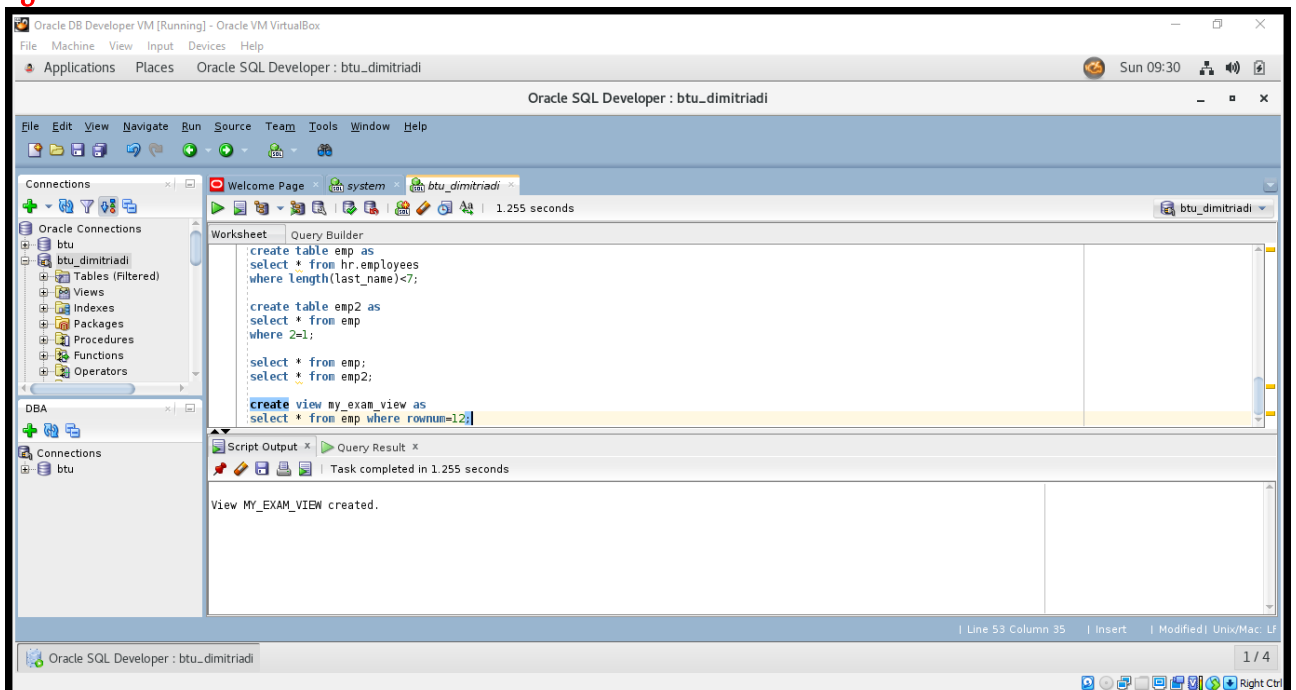 Oracle DB Developer VM [Running] - Oracle VM VirtualBox
File Machine View Input Devices Help
Applications Places Oracle SQL Developer : btu_dimitriadi Sun 09:30
Oracle SQL Developer : btu_dimitriadi
File Edit View Navigate Run Source Team Tools Window Help
Connections
Welcome Page system btu_dimitriadi
1.255 seconds btu_dimitriadi
Oracle Connections
btu
btu_dimitriadi
Tables (Filtered)
Views
Indexes
Packages
Procedures
Functions
Operators
Worksheet Query Builder
create table emp as
select * from hr.employees
where length(last_name)<7;
create table emp2 as
select * from emp
where 2=1;
select * from emp;
select * from emp2;
create view my_exam_view as
select * from emp where rownum=12;
DBA
Connections
btu
Script Output Query Result
Task completed in 1.255 seconds
View MY_EXAM_VIEW created.
Line 53 Column 35 Insert Modified Unix/Mac: LF
Oracle SQL Developer : btu_dimitriadi 1 / 4
Right Ctrl